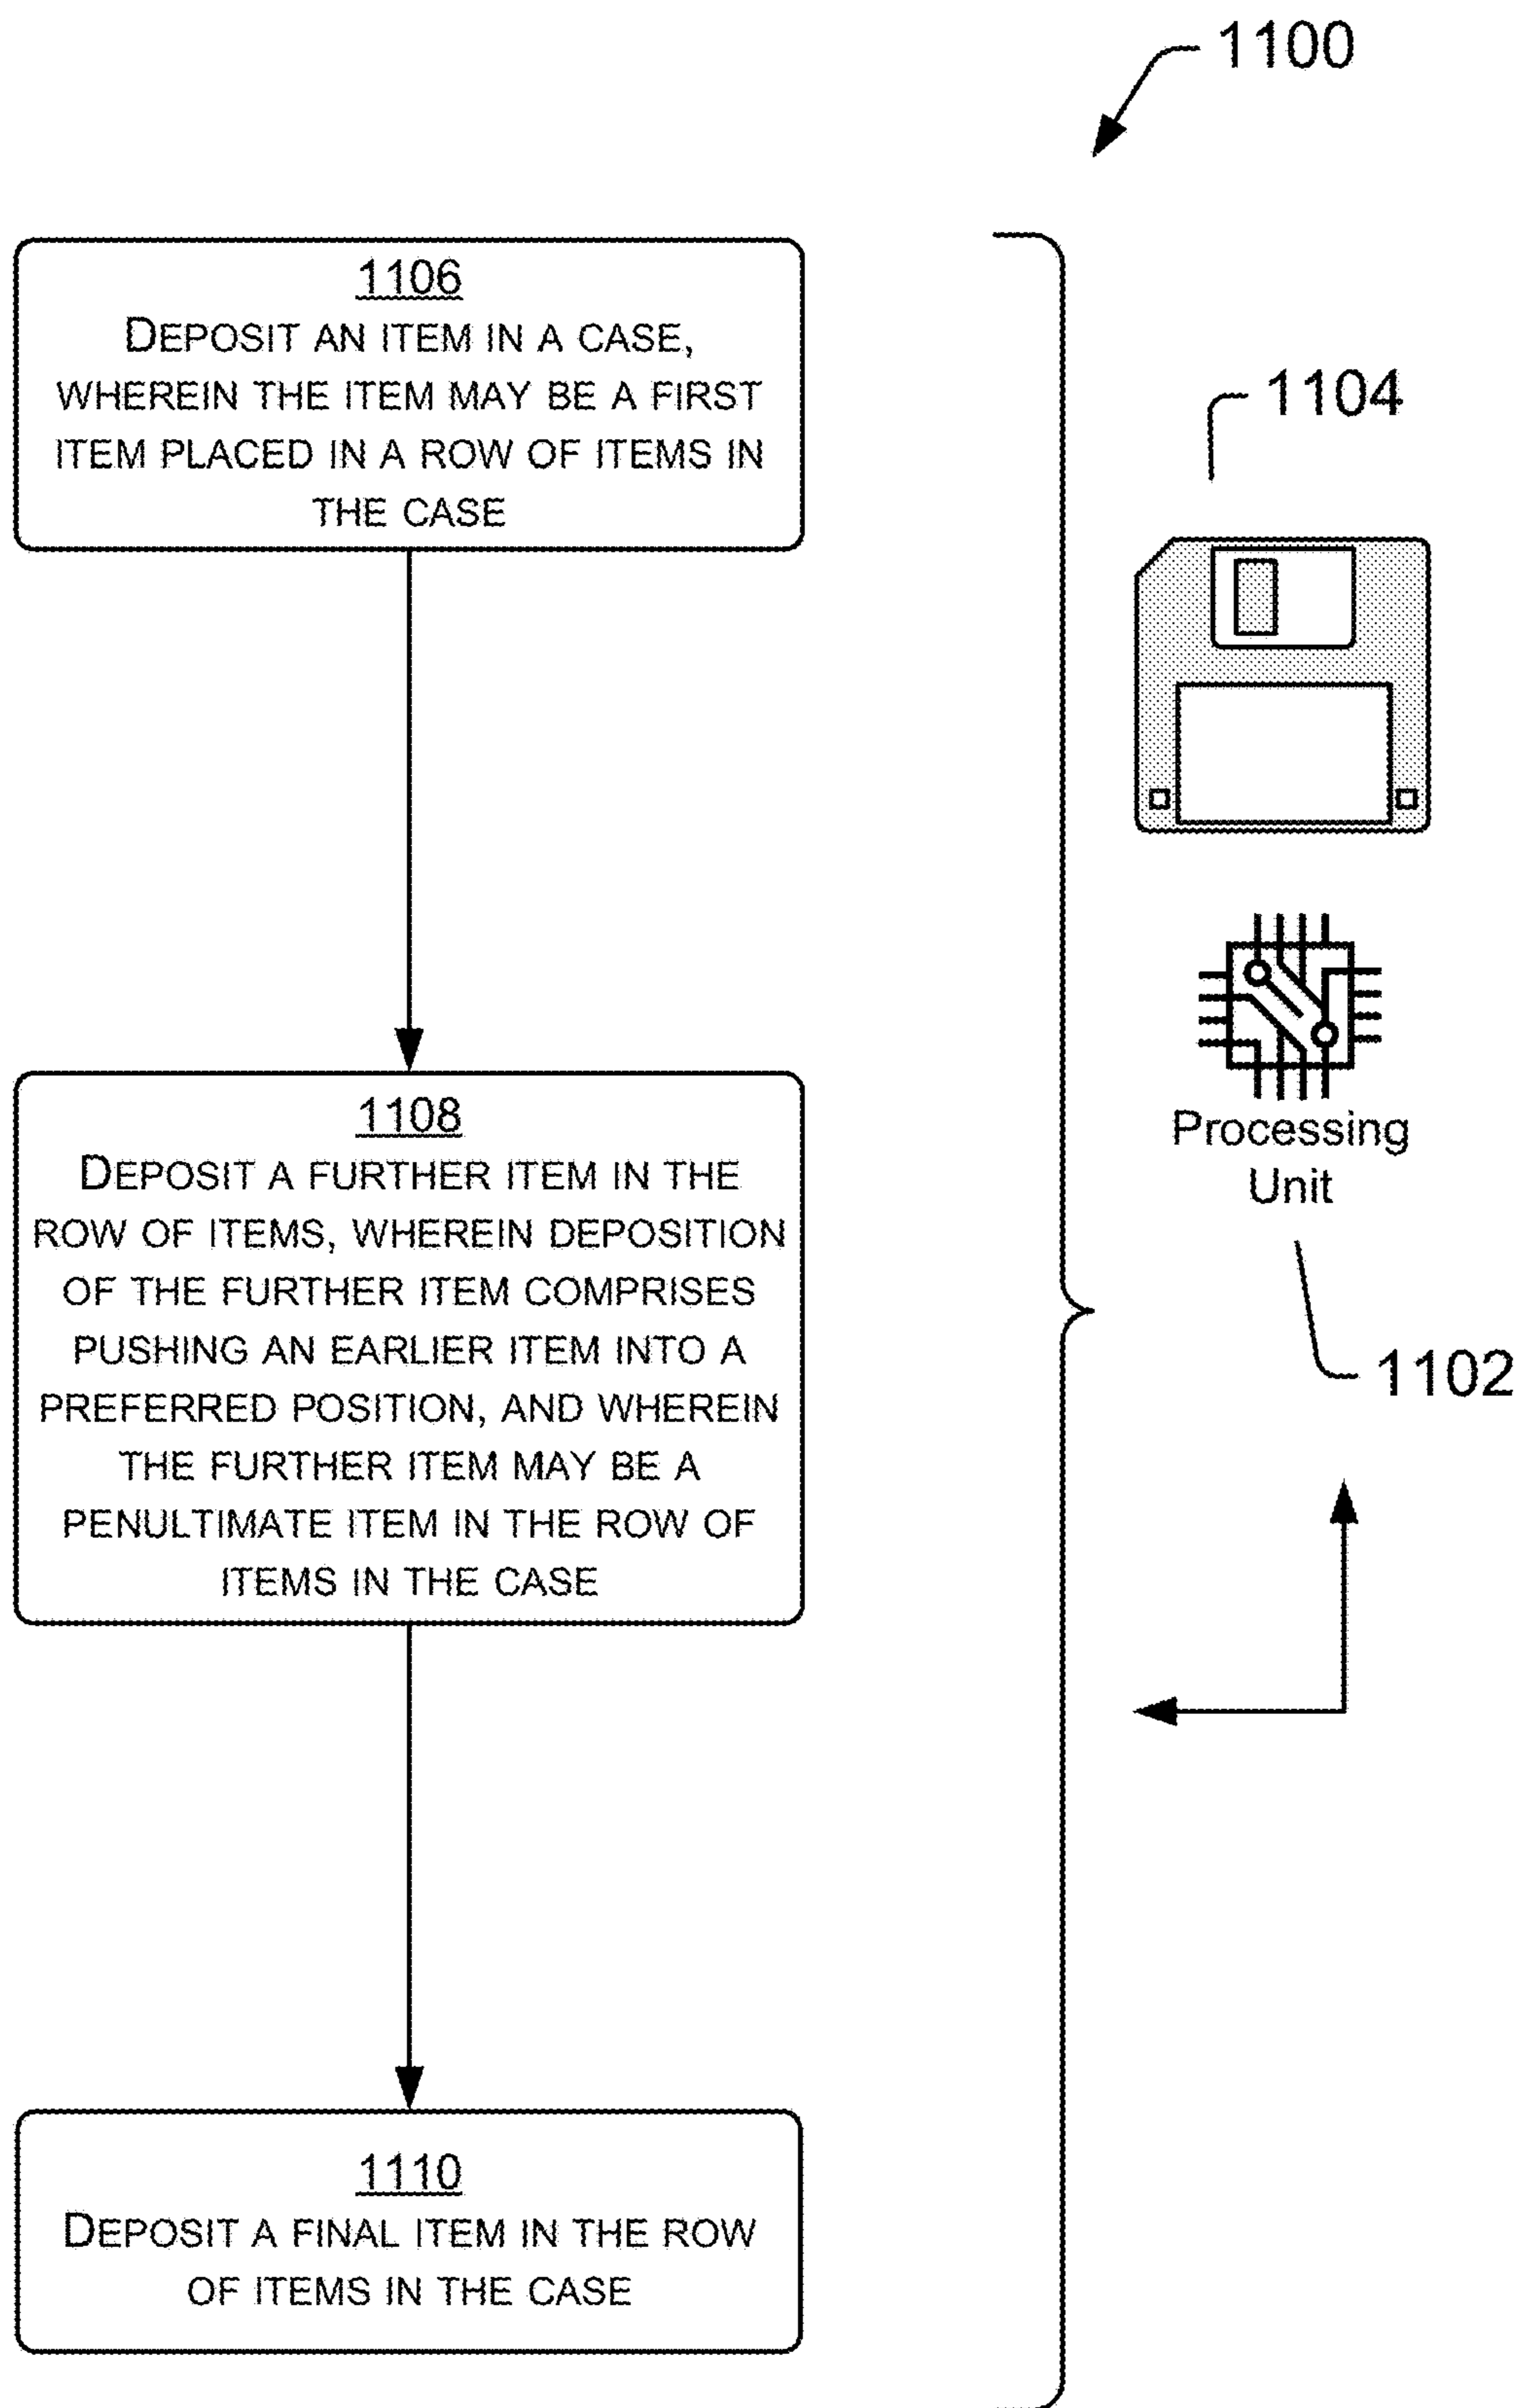 1100
1106
DEPOSIT AN ITEM IN A CASE,
WHEREIN THE ITEM MAY BE A FIRST
ITEM PLACED IN A ROW OF ITEMS IN
THE CASE
1104
1108
DEPOSIT A FURTHER ITEM IN THE
ROW OF ITEMS, WHEREIN DEPOSITION
OF THE FURTHER ITEM COMPRISES
PUSHING AN EARLIER ITEM INTO A
PREFERRED POSITION, AND WHEREIN
THE FURTHER ITEM MAY BE A
PENULTIMATE ITEM IN THE ROW OF
ITEMS IN THE CASE
Processing
Unit
1102
1110
DEPOSIT A FINAL ITEM IN THE ROW
OF ITEMS IN THE CASE